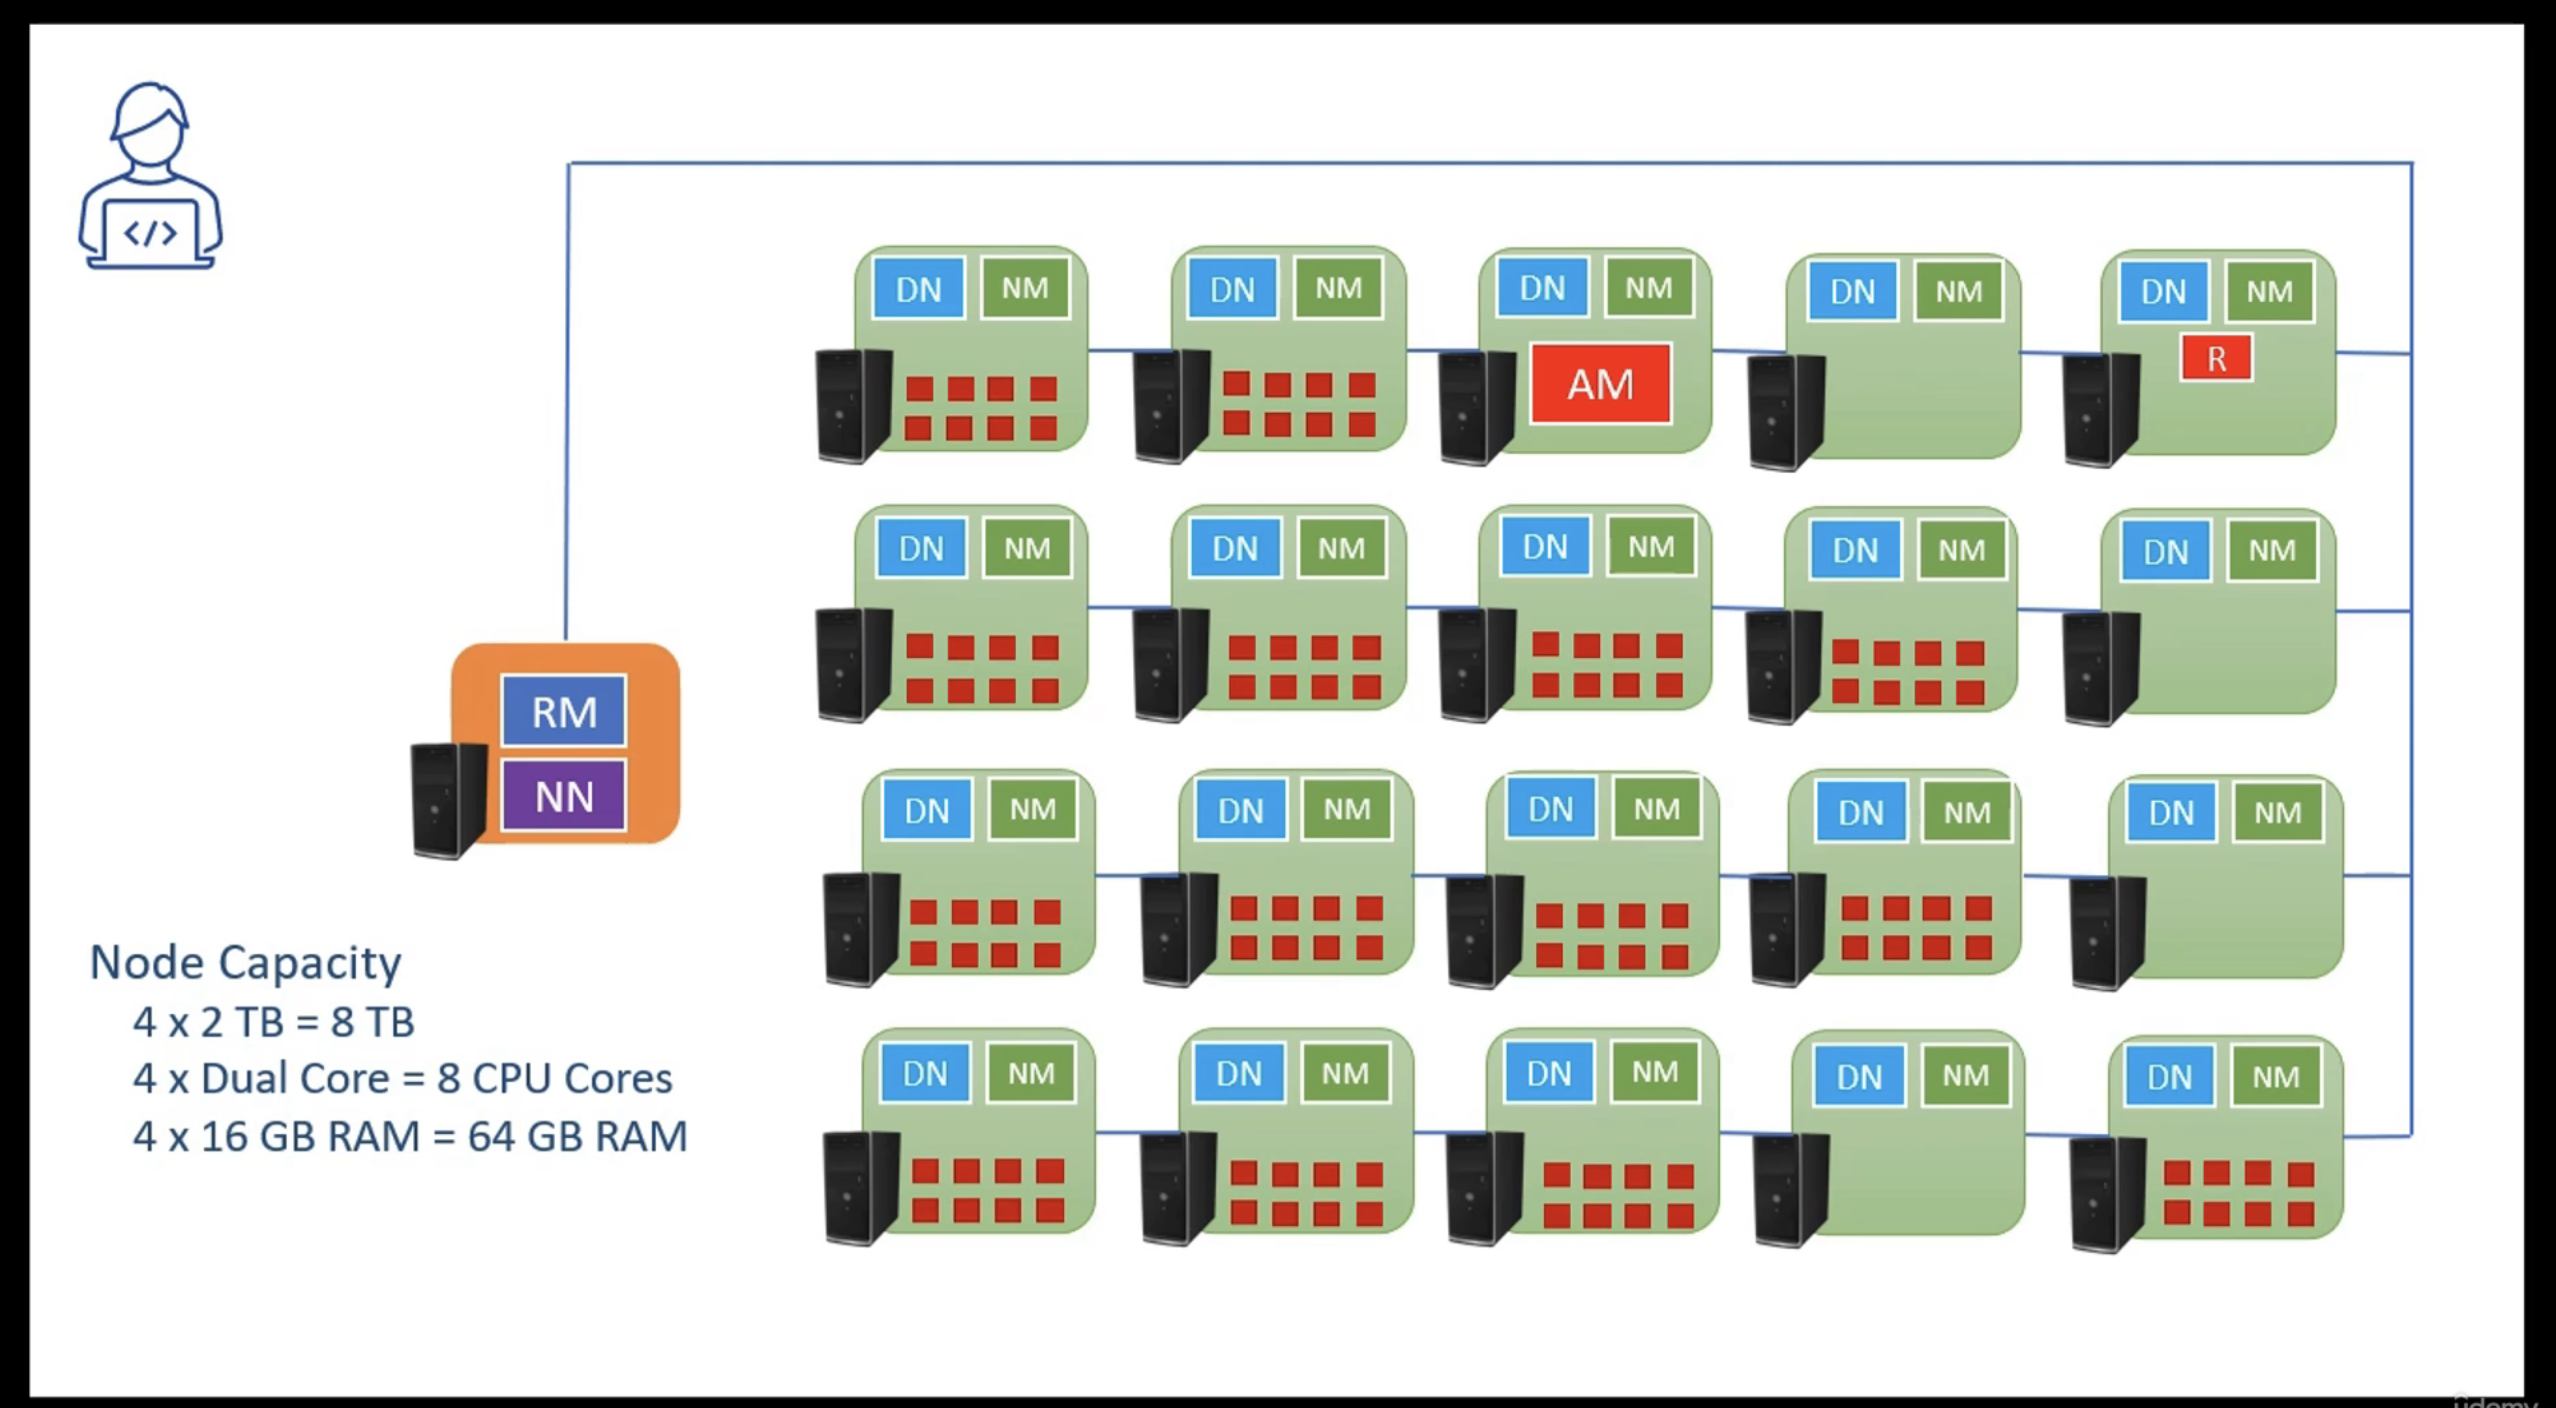 </>
DN NM DN NM DN NM DN NM DN NM
AM
R
DN NM DN NM DN NM DN NM DN NM
RM
NN
DN NM DN NM DN NM DN NM DN NM
Node Capacity
4 x 2 TB = 8 TB
4 x Dual Core = 8 CPU Cores
4 x 16 GB RAM = 64 GB RAM
DN NM DN NM DN NM DN NM DN NM
udemy